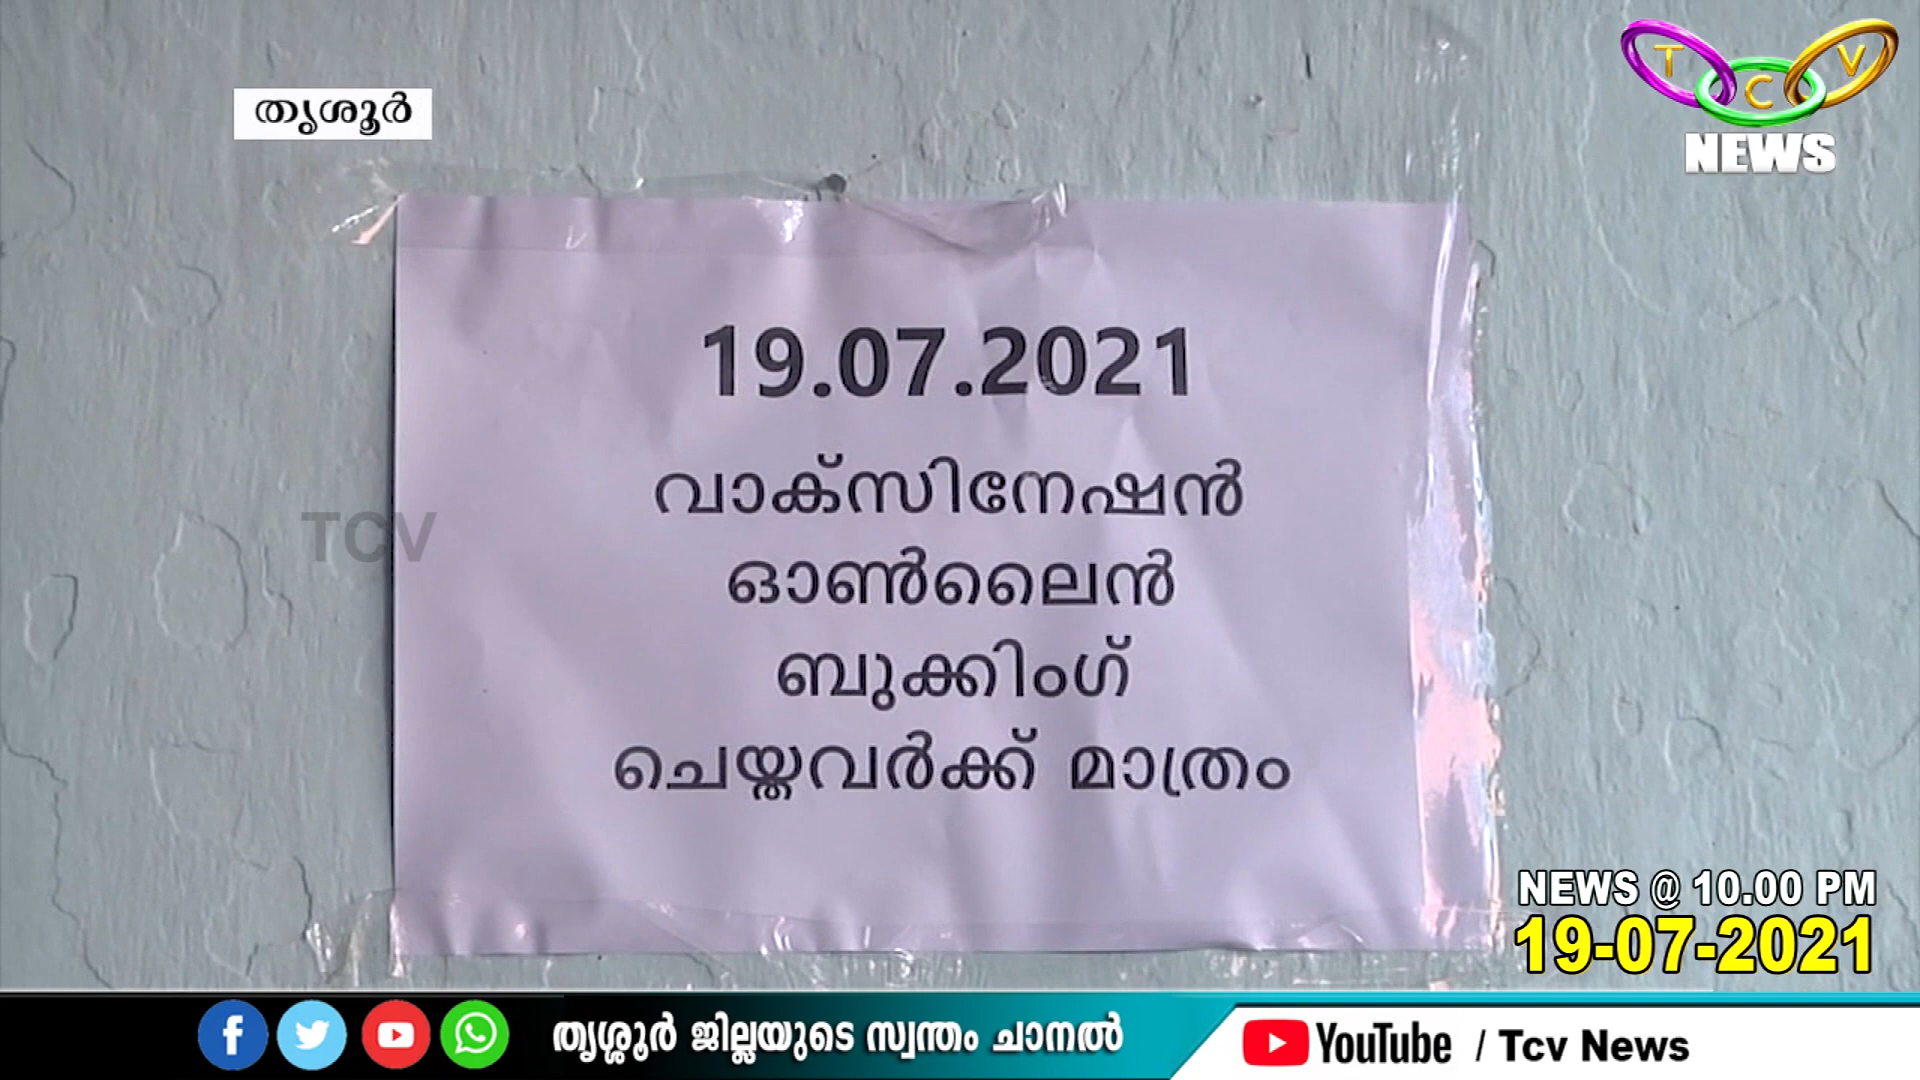 T C V
NEWS
തൃശൂർ
19.07.2021
വാക്സിനേഷൻ
ഓൺലൈൻ
ബുക്കിംഗ്
ചെയ്തവർക്ക് മാത്രം
TCV
NEWS @ 10.00 PM
19-07-2021
തൃശ്ശൂർ ജില്ലയുടെ സ്വന്തം ചാനൽ
YouTube / Tcv News